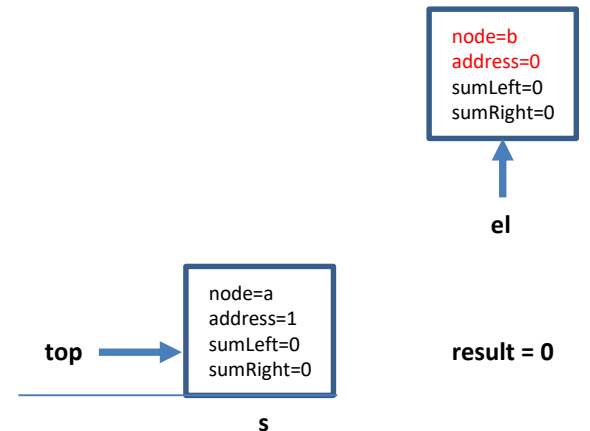 node=b
address=0
sumLeft=0
sumRight=0
el
node=a
address=1
sumLeft=0
sumRight=0
top
result = 0
s